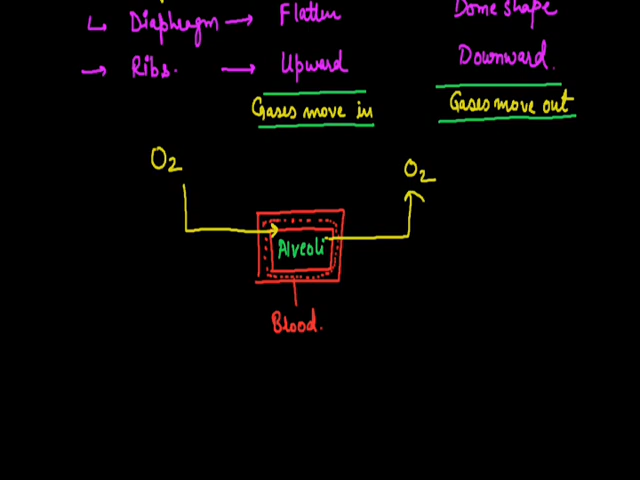 ↳ Diaphragm → Flatten Dome shape
→ Ribs. → Upward Downward.
Gases move in Gases move out
O2 O2
Alveoli
Blood.